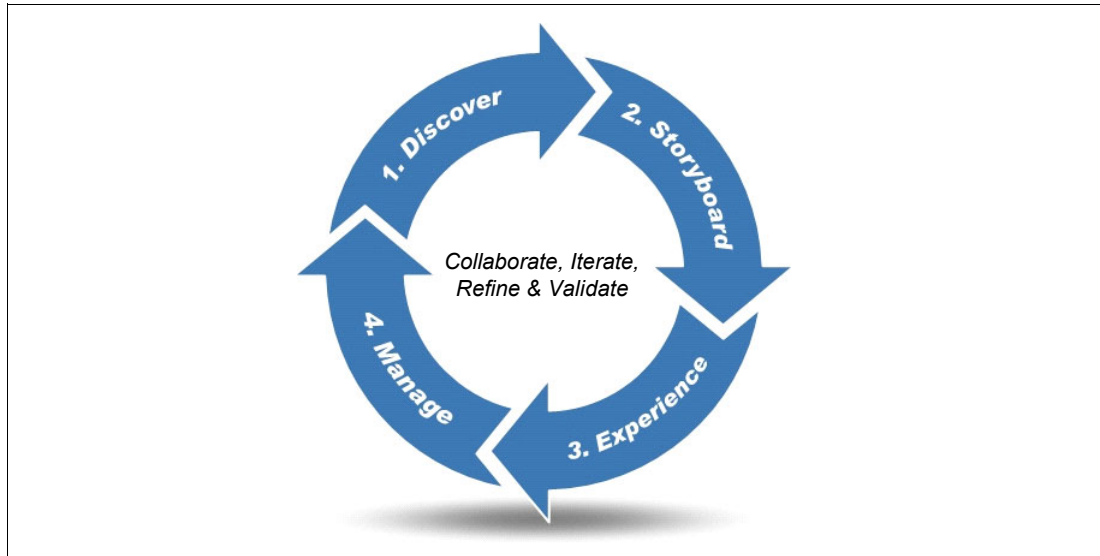 1. Discover
2. Storyboard
3. Experience
4. Manage
Collaborate, Iterate,
Refine & Validate